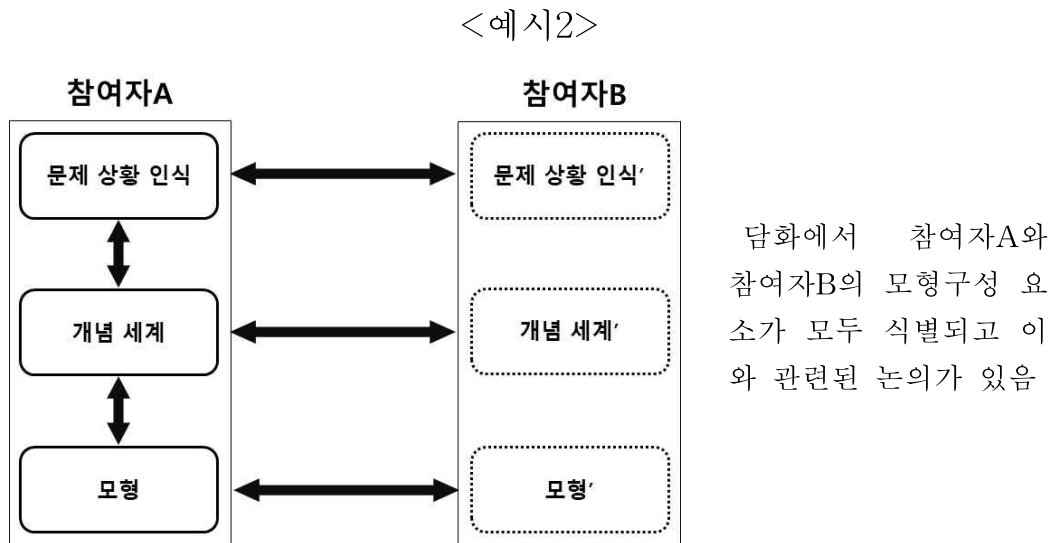 <예시2>
참여자A 참여자B
문제 상황 인식 문제 상황 인식′
개념 세계 개념 세계′
모형 모형′
담화에서 참여자A와
참여자B의 모형구성 요
소가 모두 식별되고 이
와 관련된 논의가 있음